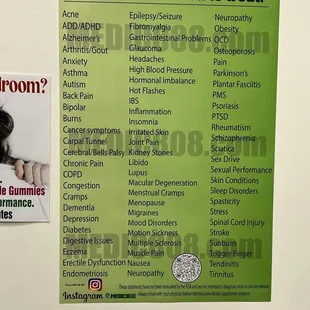 Acne
ADD/ADHD
Alzheimer's
Arthritis/Gout
Anxiety
Asthma
Autism
Back Pain
Bipolar
Burns
Cancer symptoms
Carpal Tunnel
Cerebral/Bells Palsy
Chronic Pain
COPD
Congestion
Cramps
Dementia
Depression
Diabetes
Digestive Issues
Eczema
Erectile Dysfunction
Endometriosis
Epilepsy/Seizure
Fibromyalgia
Gastrointestinal Problems
Glaucoma
Headaches
High Blood Pressure
Hormonal Imbalance
Hot Flashes
IBS
Inflammation
Insomnia
Irritated Skin
Joint Pain
Kidney Stones
Libido
Lupus
Macular Degeneration
Menstrual Cramps
Menopause
Migraines
Mood Disorders
Motion Sickness
Multiple Sclerosis
Muscle Pain
Nausea
Neuropathy
Neuropathy
Obesity
OCD
Osteoporosis
Pain
Parkinson's
Plantar Fasciitis
PMS
Psoriasis
PTSD
Rheumatism
Schizophrenia
Sciatica
Sex Drive
Sexual Performance
Skin Conditions
Sleep Disorders
Spasticity
Stress
Spinal Cord Injury
Stroke
Sunburn
Trigger Finger
Tendinitis
Tinnitus
Instagram
droom?
le Gummies
formance.
utes